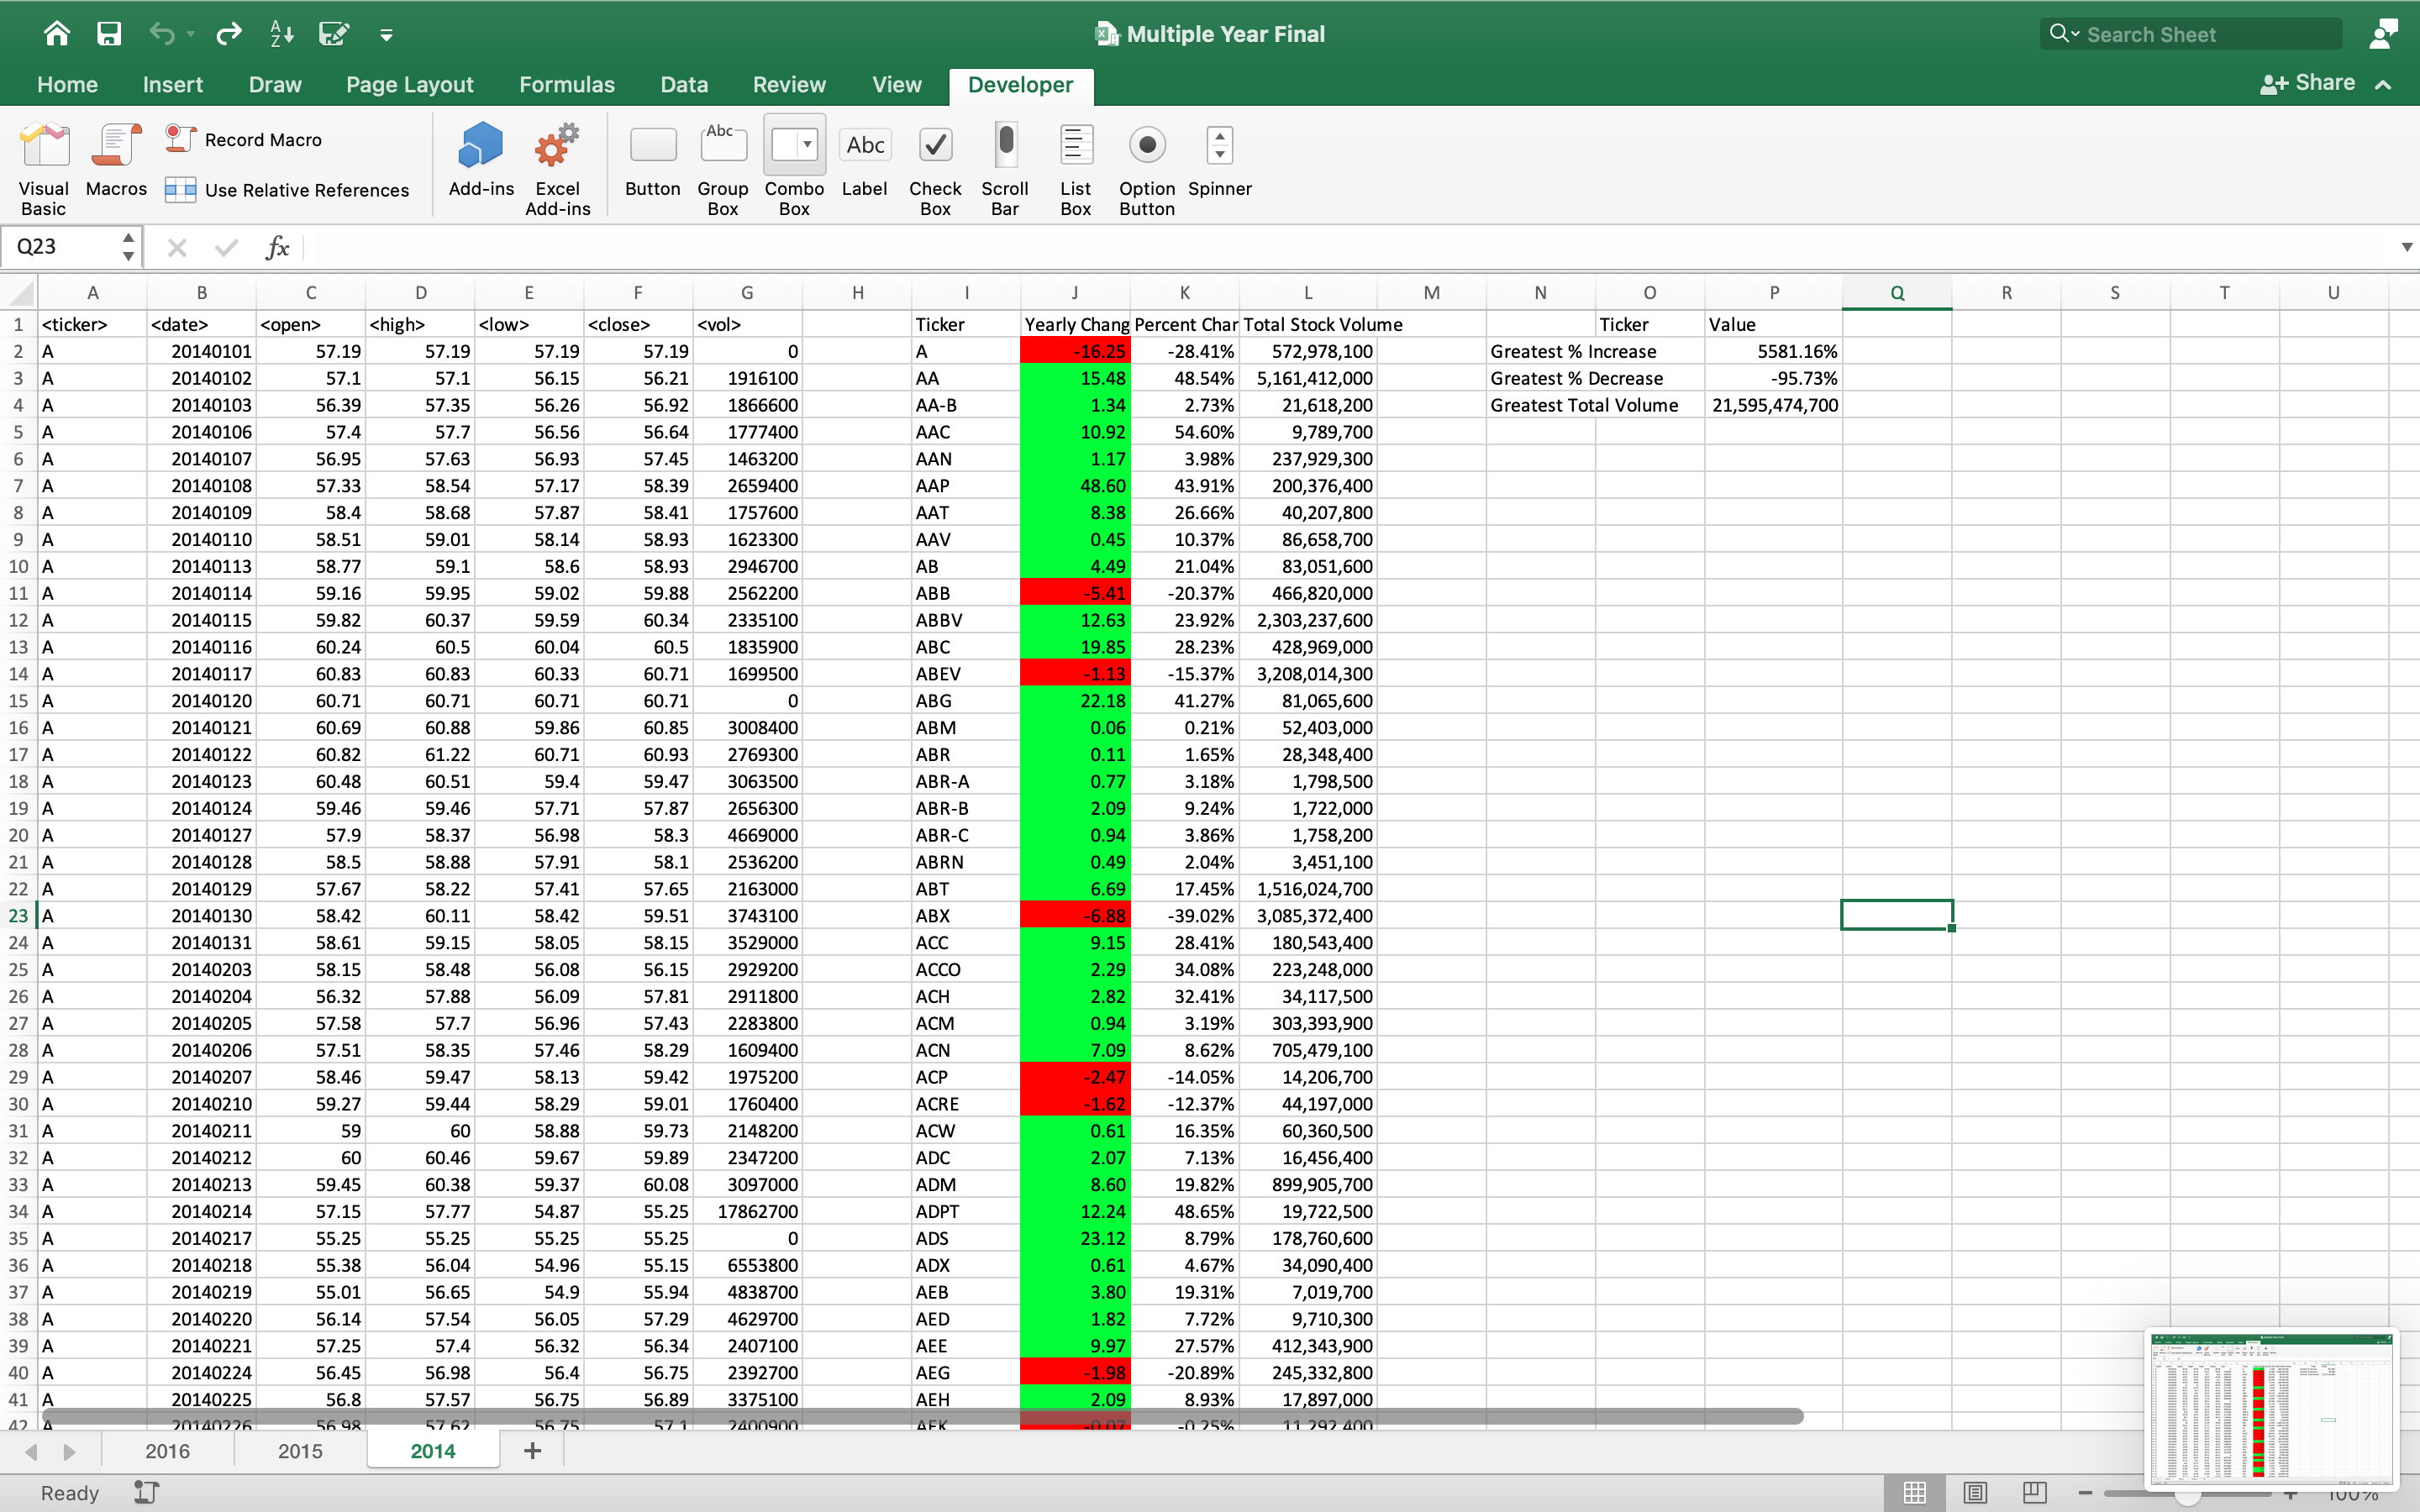 Multiple Year Final
Search Sheet
Home Insert Draw Page Layout Formulas Data Review View Developer Share
Visual Basic Macros Record Macro Use Relative References Add-ins Excel Add-ins Button Group Box Combo Box Label Check Box Scroll Bar List Box Option Button Spinner
Abc Abc
Q23 fx
A B C D E F G H I J K L M N O P Q R S T U
1 <ticker> <date> <open> <high> <low> <close> <vol> Ticker Yearly Chang Percent Char Total Stock Volume Ticker Value
2 A 20140101 57.19 57.19 57.19 57.19 0 A -16.25 -28.41% 572,978,100 Greatest % Increase 5581.16%
3 A 20140102 57.1 57.1 56.15 56.21 1916100 AA 15.48 48.54% 5,161,412,000 Greatest % Decrease -95.73%
4 A 20140103 56.39 57.35 56.26 56.92 1866600 AA-B 1.34 2.73% 21,618,200 Greatest Total Volume 21,595,474,700
5 A 20140106 57.4 57.7 56.56 56.64 1777400 AAC 10.92 54.60% 9,789,700
6 A 20140107 56.95 57.63 56.93 57.45 1463200 AAN 1.17 3.98% 237,929,300
7 A 20140108 57.33 58.54 57.17 58.39 2659400 AAP 48.60 43.91% 200,376,400
8 A 20140109 58.4 58.68 57.87 58.41 1757600 AAT 8.38 26.66% 40,207,800
9 A 20140110 58.51 59.01 58.14 58.93 1623300 AAV 0.45 10.37% 86,658,700
10 A 20140113 58.77 59.1 58.6 58.93 2946700 AB 4.49 21.04% 83,051,600
11 A 20140114 59.16 59.95 59.02 59.88 2562200 ABB -5.41 -20.37% 466,820,000
12 A 20140115 59.82 60.37 59.59 60.34 2335100 ABBV 12.63 23.92% 2,303,237,600
13 A 20140116 60.24 60.5 60.04 60.5 1835900 ABC 19.85 28.23% 428,969,000
14 A 20140117 60.83 60.83 60.33 60.71 1699500 ABEV -1.13 -15.37% 3,208,014,300
15 A 20140120 60.71 60.71 60.71 60.71 0 ABG 22.18 41.27% 81,065,600
16 A 20140121 60.69 60.88 59.86 60.85 3008400 ABM 0.06 0.21% 52,403,000
17 A 20140122 60.82 61.22 60.71 60.93 2769300 ABR 0.11 1.65% 28,348,400
18 A 20140123 60.48 60.51 59.4 59.47 3063500 ABR-A 0.77 3.18% 1,798,500
19 A 20140124 59.46 59.46 57.71 57.87 2656300 ABR-B 2.09 9.24% 1,722,000
20 A 20140127 57.9 58.37 56.98 58.3 4669000 ABR-C 0.94 3.86% 1,758,200
21 A 20140128 58.5 58.88 57.91 58.1 2536200 ABRN 0.49 2.04% 3,451,100
22 A 20140129 57.67 58.22 57.41 57.65 2163000 ABT 6.69 17.45% 1,516,024,700
23 A 20140130 58.42 60.11 58.42 59.51 3743100 ABX -6.88 -39.02% 3,085,372,400
24 A 20140131 58.61 59.15 58.05 58.15 3529000 ACC 9.15 28.41% 180,543,400
25 A 20140203 58.15 58.48 56.08 56.15 2929200 ACCO 2.29 34.08% 223,248,000
26 A 20140204 56.32 57.88 56.09 57.81 2911800 ACH 2.82 32.41% 34,117,500
27 A 20140205 57.58 57.7 56.96 57.43 2283800 ACM 0.94 3.19% 303,393,900
28 A 20140206 57.51 58.35 57.46 58.29 1609400 ACN 7.09 8.62% 705,479,100
29 A 20140207 58.46 59.47 58.13 59.42 1975200 ACP -2.47 -14.05% 14,206,700
30 A 20140210 59.27 59.44 58.29 59.01 1760400 ACRE -1.62 -12.37% 44,197,000
31 A 20140211 59 60 58.88 59.73 2148200 ACW 0.61 16.35% 60,360,500
32 A 20140212 60 60.46 59.67 59.89 2347200 ADC 2.07 7.13% 16,456,400
33 A 20140213 59.45 60.38 59.37 60.08 3097000 ADM 8.60 19.82% 899,905,700
34 A 20140214 57.15 57.77 54.87 55.25 17862700 ADPT 12.24 48.65% 19,722,500
35 A 20140217 55.25 55.25 55.25 55.25 0 ADS 23.12 8.79% 178,760,600
36 A 20140218 55.38 56.04 54.96 55.15 6553800 ADX 0.61 4.67% 34,090,400
37 A 20140219 55.01 56.65 54.9 55.94 4838700 AEB 3.80 19.31% 7,019,700
38 A 20140220 56.14 57.54 56.05 57.29 4629700 AED 1.82 7.72% 9,710,300
39 A 20140221 57.25 57.4 56.32 56.34 2407100 AEE 9.97 27.57% 412,343,900
40 A 20140224 56.45 56.98 56.4 56.75 2392700 AEG -1.98 -20.89% 245,332,800
41 A 20140225 56.8 57.57 56.75 56.89 3375100 AEH 2.09 8.93% 17,897,000
42 A 20140226 56.98 57.62 56.75 57.1 2400900 AEK -0.07 -0.25% 11,292,400
2016 2015 2014 +
Ready 100%